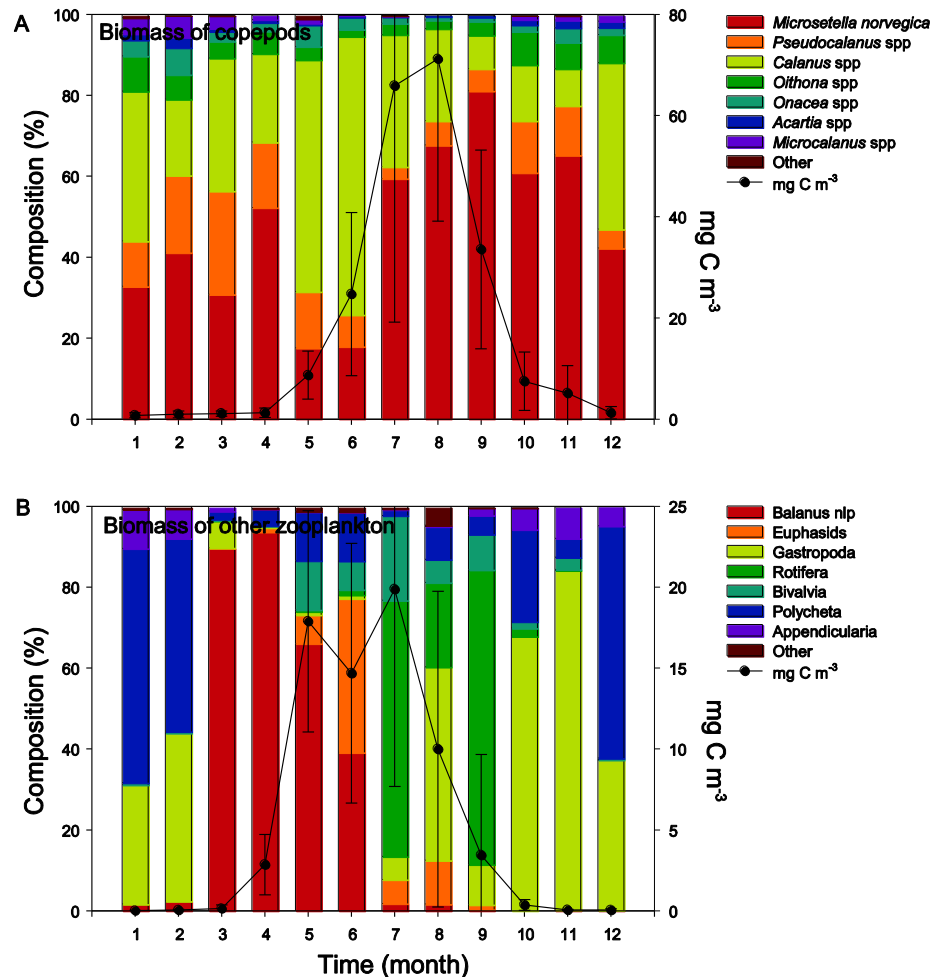 A
Biomass of copepods
Composition (%)
100
80
60
40
20
0
1 2 3 4 5 6 7 8 9 10 11 12
80
60
40
20
0
mg C m-3
Microsetella norvegica
Pseudocalanus spp
Calanus spp
Oithona spp
Onacea spp
Acartia spp
Microcalanus spp
Other
mg C m-3
B
Biomass of other zooplankton
Composition (%)
100
80
60
40
20
0
1 2 3 4 5 6 7 8 9 10 11 12
25
20
15
10
5
0
mg C m-3
Balanus nlp
Euphasids
Gastropoda
Rotifera
Bivalvia
Polycheta
Appendicularia
Other
mg C m-3
Time (month)